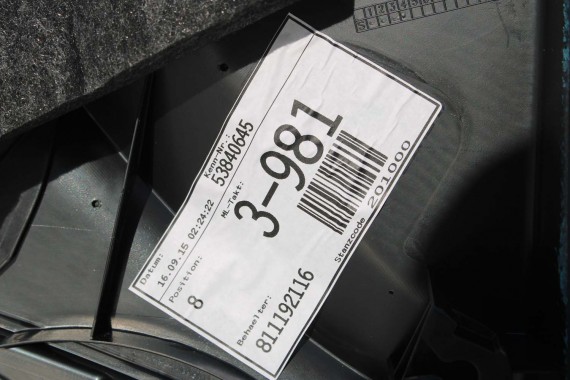 Datum: Kenn-Nr.:
16.09.15 02:24:22 53840645
Position: ML-Takt:
8 3-981
Behaelter: Stanzcode 201000
811192116